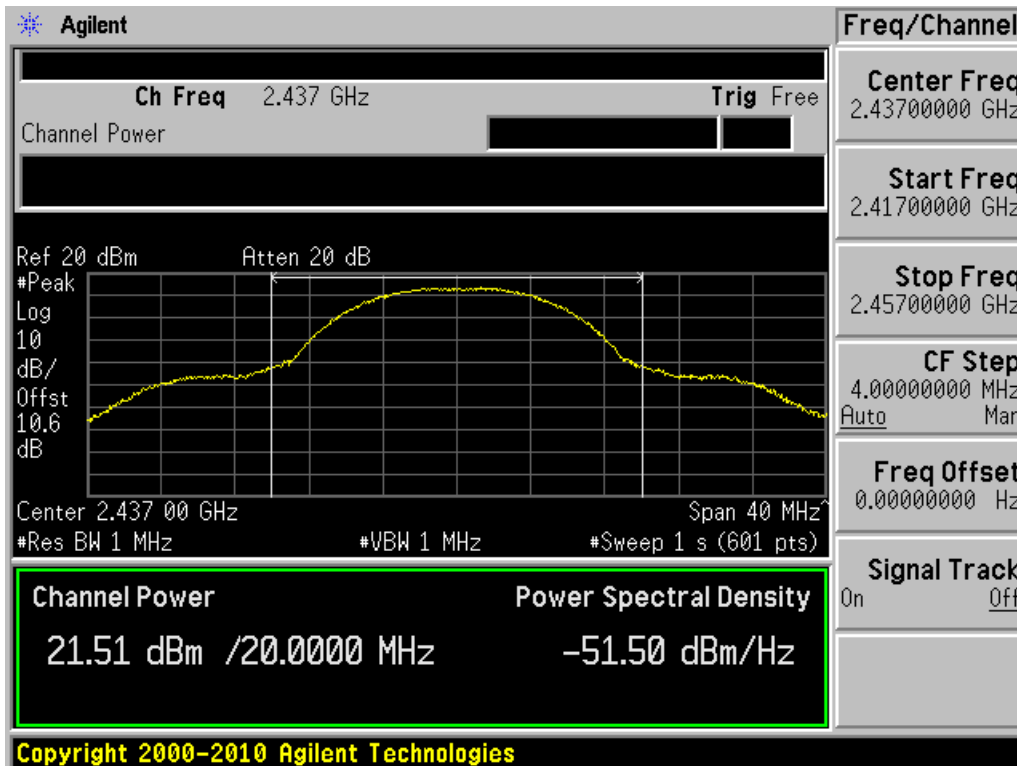 Agilent
Freq/Channel
Ch Freq 2.437 GHz Trig Free
Channel Power
Center Freq
2.43700000 GHz
Start Freq
2.41700000 GHz
Stop Freq
2.45700000 GHz
CF Step
4.00000000 MHz
Auto Man
Freq Offset
0.00000000 Hz
Signal Track
On Off
Ref 20 dBm Atten 20 dB
#Peak
Log
10
dB/
Offst
10.6
dB
Center 2.437 00 GHz Span 40 MHz^
#Res BW 1 MHz #VBW 1 MHz #Sweep 1 s (601 pts)
Channel Power Power Spectral Density
21.51 dBm /20.0000 MHz -51.50 dBm/Hz
Copyright 2000-2010 Agilent Technologies